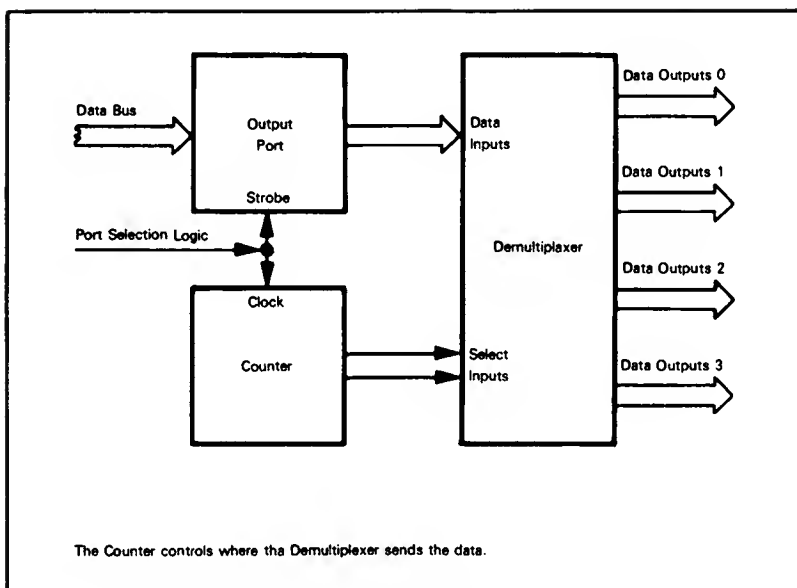 Data Bus
Output
Port
Strobe
Port Selection Logic
Clock
Counter
Data
Inputs
Demultiplaxer
Select
Inputs
Data Outputs 0
Data Outputs 1
Data Outputs 2
Data Outputs 3
The Counter controls where tha Demultiplexer sends the data.